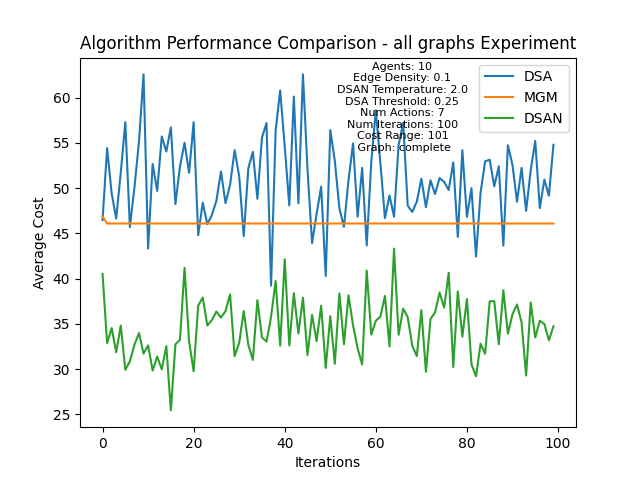 Algorithm Performance Comparison - all graphs Experiment
Agents: 10
Edge Density: 0.1
DSAN Temperature: 2.0
DSA Threshold: 0.25
Num Actions: 7
Num Iterations: 100
Cost Range: 101
Graph: complete
DSA
MGM
DSAN
Average Cost
60
55
50
45
40
35
30
25
0
20
40
60
80
100
Iterations